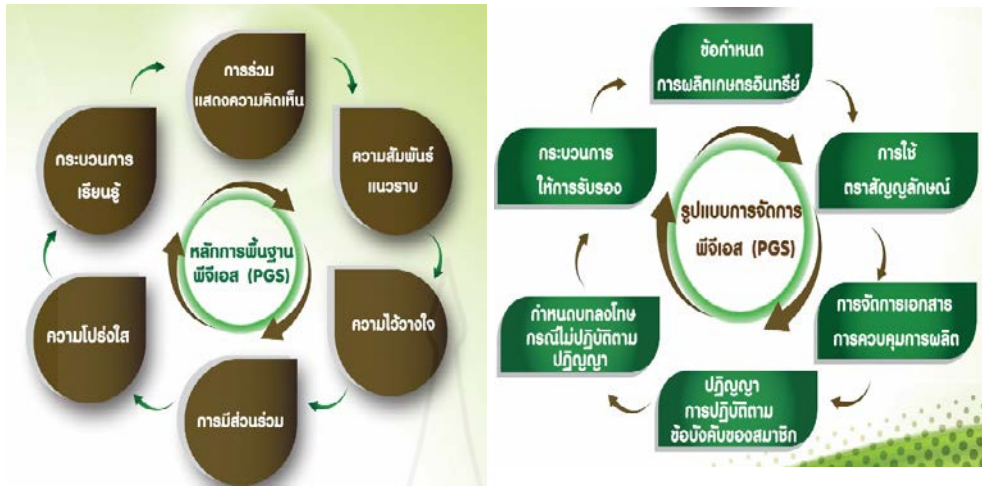 การร่วม
แสดงความคิดเห็น
ความสัมพันธ์
แนวราบ
ความไว้วางใจ
การมีส่วนร่วม
ความโปร่งใส
กระบวนการ
เรียนรู้
หลักการพื้นฐาน
พีจีเอส (PGS)
ข้อกำหนด
การผลิตเกษตรอินทรีย์
การใช้
ตราสัญญลักษณ์
การจัดการเอกสาร
การควบคุมการผลิต
ปฏิญญา
การปฏิบัติตาม
ข้อบังคับของสมาชิก
กำหนดบทลงโทษ
กรณีไม่ปฏิบัติตาม
ปฏิญญา
กระบวนการ
ให้การรับรอง
รูปแบบการจัดการ
พีจีเอส (PGS)